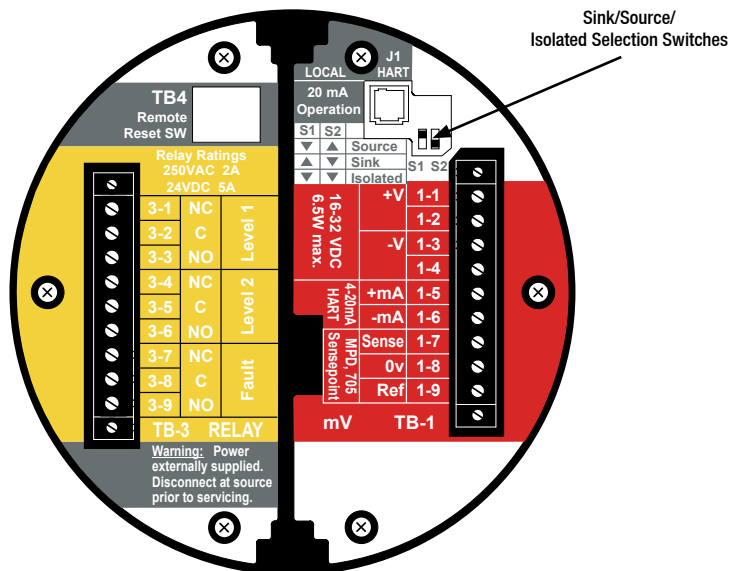 Sink/Source/
Isolated Selection Switches
J1
LOCAL HART
20 mA
Operation
S1 S2
▼ ▲ Source
▲ ▼ Sink
▼ ▼ Isolated
S1 S2
TB4
Remote
Reset SW
Relay Ratings
250VAC 2A
24VDC 5A
3-1 NC
3-2 C
3-3 NO
Level 1
3-4 NC
3-5 C
3-6 NO
Level 2
3-7 NC
3-8 C
3-9 NO
Fault
TB-3 RELAY
Warning: Power
externally supplied.
Disconnect at source
prior to servicing.
16-32 VDC
6.5W max.
+V 1-1
1-2
-V 1-3
1-4
4-20mA
HART
+mA 1-5
-mA 1-6
MPD, 705
Sensepoint
Sense 1-7
0v 1-8
Ref 1-9
mV TB-1